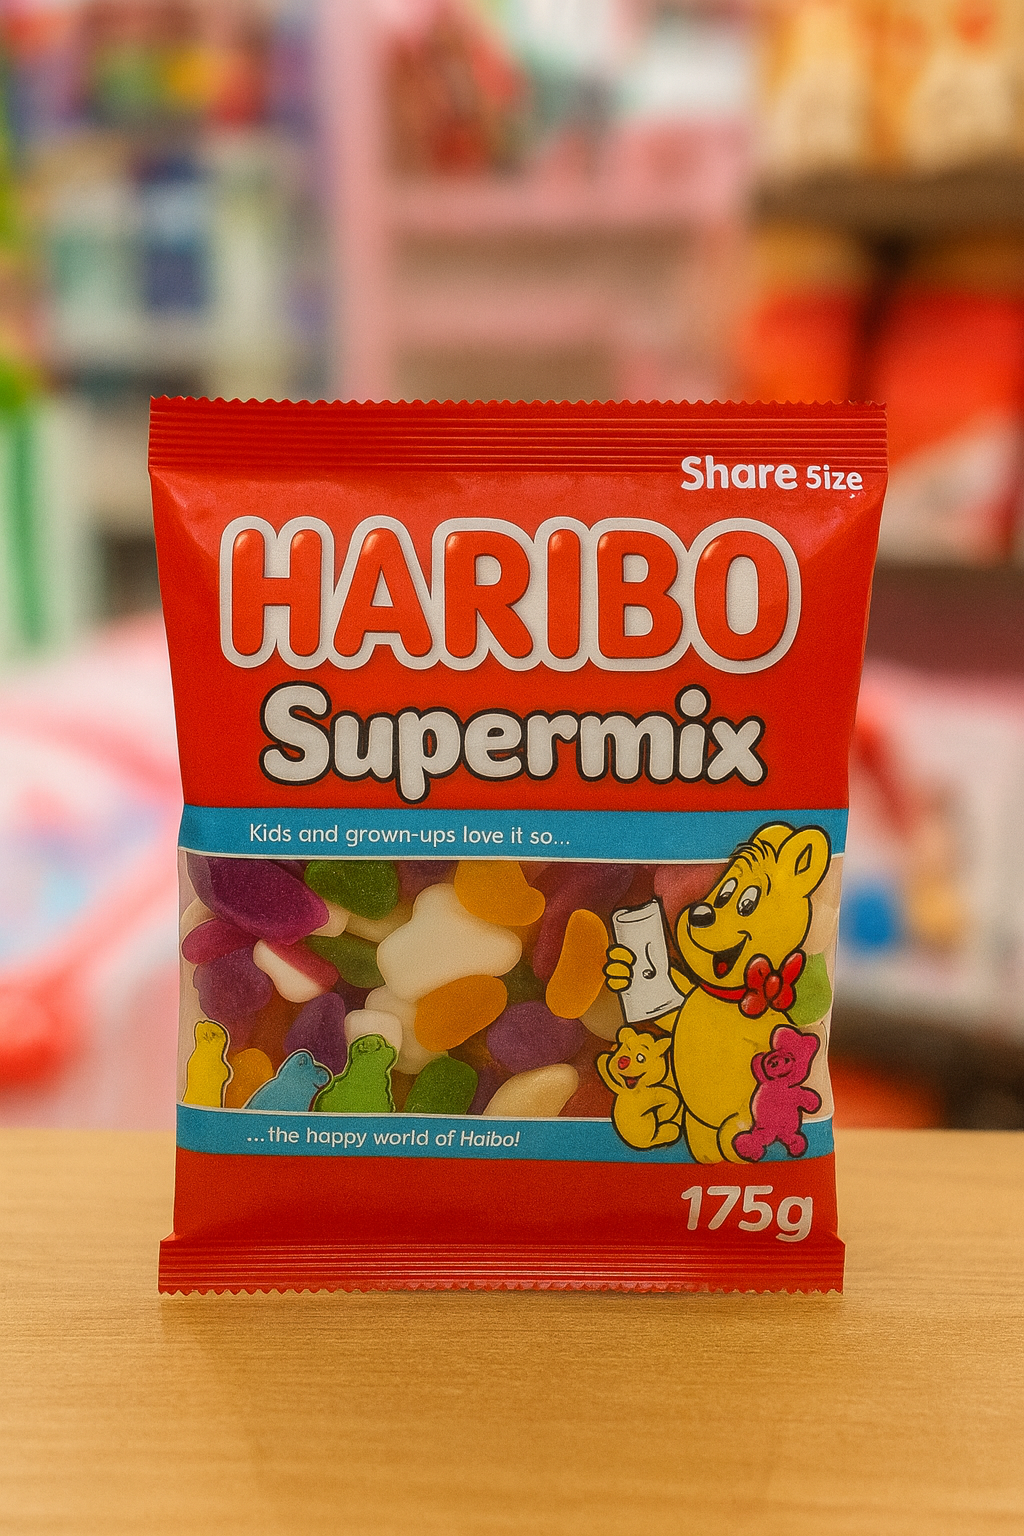 Share Size
HARIBO
Supermix
Kids and grown-ups love it so...
...the happy world of Haibo!
175g